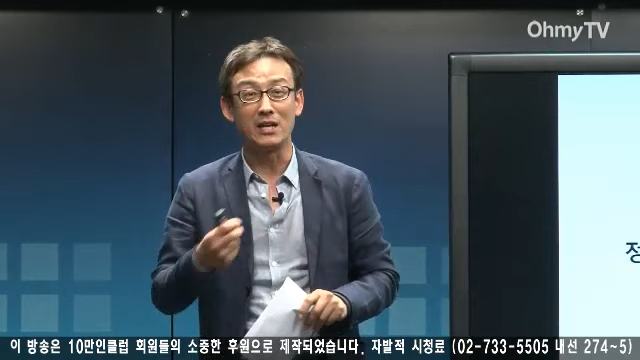 OhmyTV
정
이 방송은 10만인클럽 회원들의 소중한 후원으로 제작되었습니다. 자발적 시청료 (02-733-5505 내선 274~5)